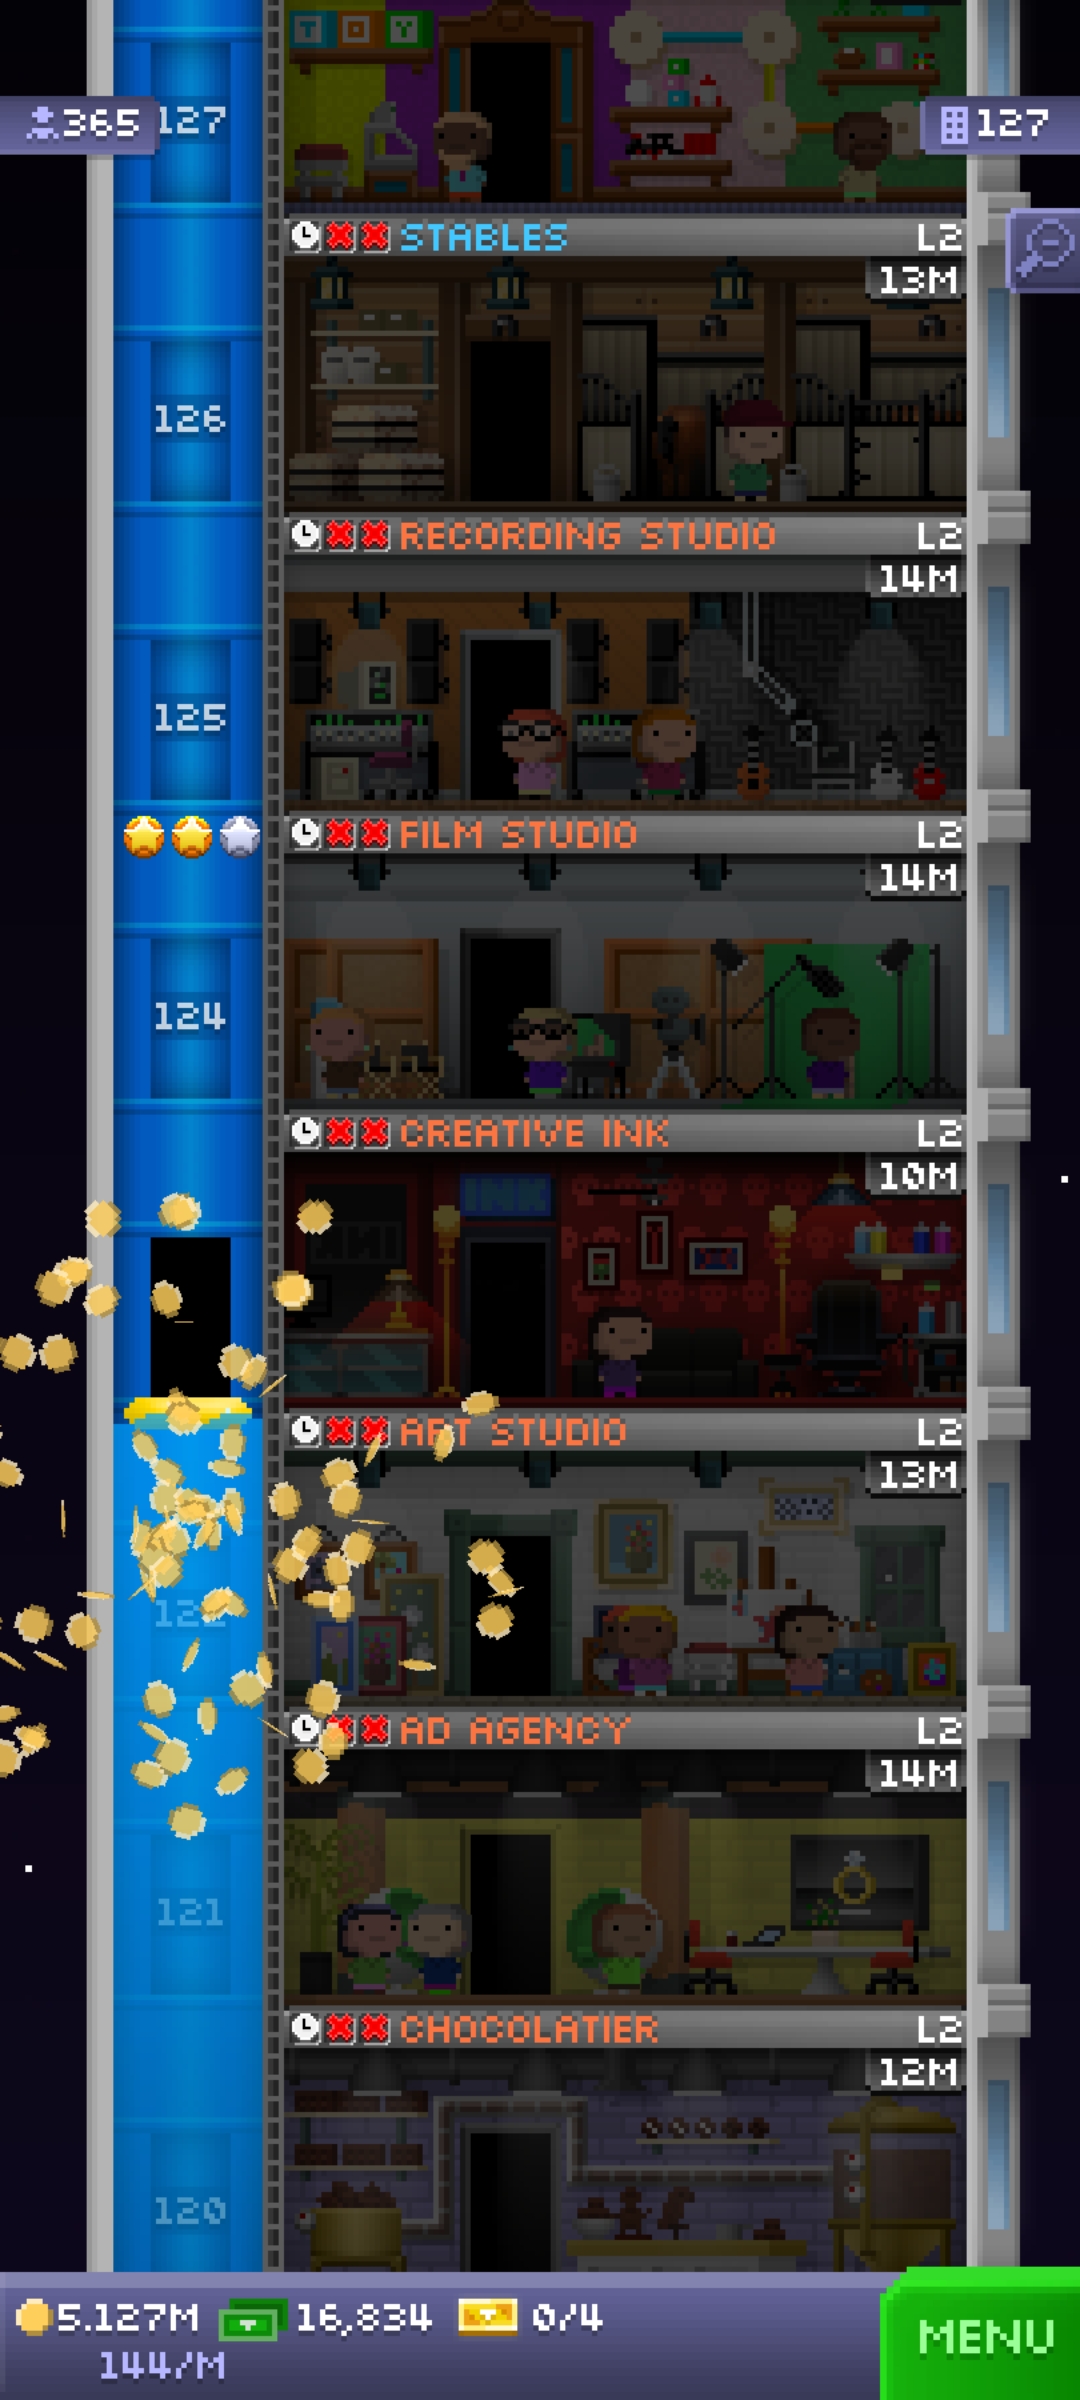 TOY
365
127
127
STABLES L2
13M
126
RECORDING STUDIO L2
14M
125
FILM STUDIO L2
14M
124
CREATIVE INK L2
10M
INK
ART STUDIO L2
13M
122
AD AGENCY L2
14M
121
CHOCOLATIER L2
12M
120
5.127M 16,834 0/4
144/M
MENU